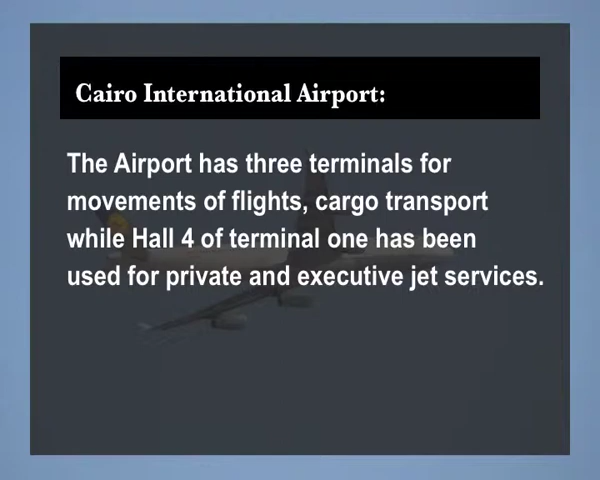 Cairo International Airport:
The Airport has three terminals for
movements of flights, cargo transport
while Hall 4 of terminal one has been
used for private and executive jet services.